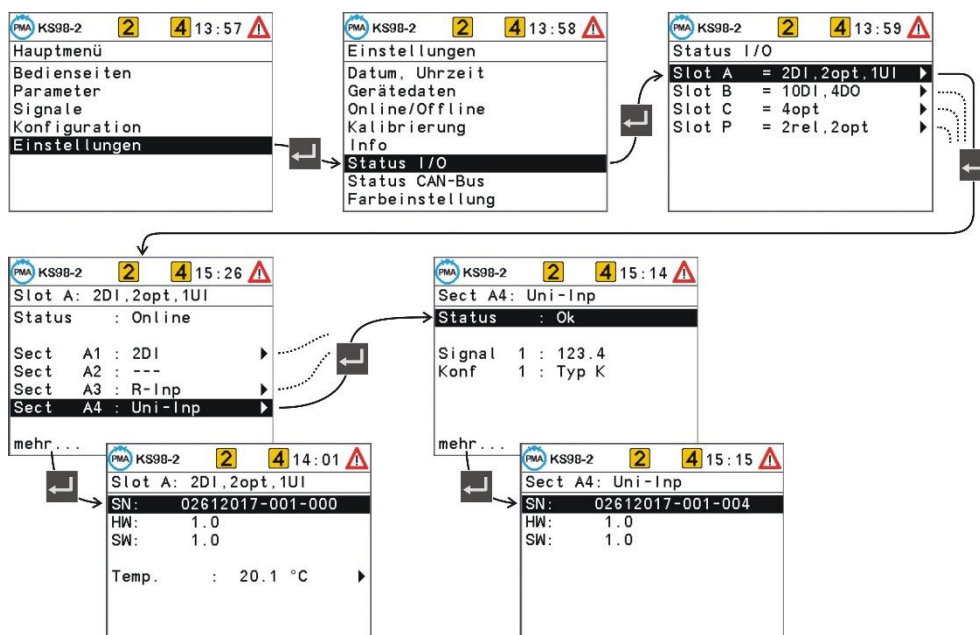 PMA KS98-2 2 4 13:57
Hauptmenü
Bedienseiten
Parameter
Signale
Konfiguration
Einstellungen
PMA KS98-2 2 4 13:58
Einstellungen
Datum, Uhrzeit
Gerätedaten
Online/Offline
Kalibrierung
Info
Status I/O
Status CAN-Bus
Farbeinstellung
PMA KS98-2 2 4 13:59
Status I/O
Slot A = 2DI,2opt,1UI
Slot B = 10DI,4DO
Slot C = 4opt
Slot P = 2rel,2opt
PMA KS98-2 2 4 15:26
Slot A: 2DI,2opt,1UI
Status : Online
Sect A1 : 2DI
Sect A2 : ---
Sect A3 : R-Inp
Sect A4 : Uni-Inp
mehr...
PMA KS98-2 2 4 14:01
Slot A: 2DI,2opt,1UI
SN: 02612017-001-000
HW: 1.0
SW: 1.0
Temp. : 20.1 °C
PMA KS98-2 2 4 15:14
Sect A4: Uni-Inp
Status : Ok
Signal 1 : 123.4
Konf 1 : Typ K
mehr...
PMA KS98-2 2 4 15:15
Sect A4: Uni-Inp
SN: 02612017-001-004
HW: 1.0
SW: 1.0